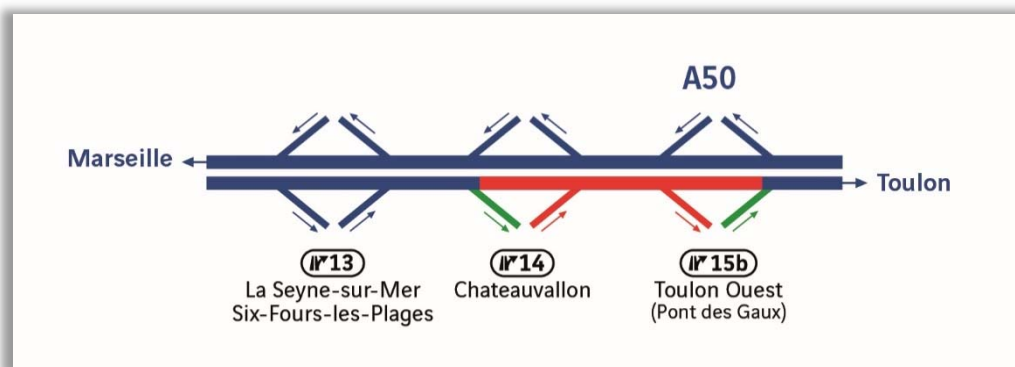 A50
Marseille
Toulon
13
14
15b
La Seyne-sur-Mer
Six-Fours-les-Plages
Chateauvallon
Toulon Ouest
(Pont des Gaux)